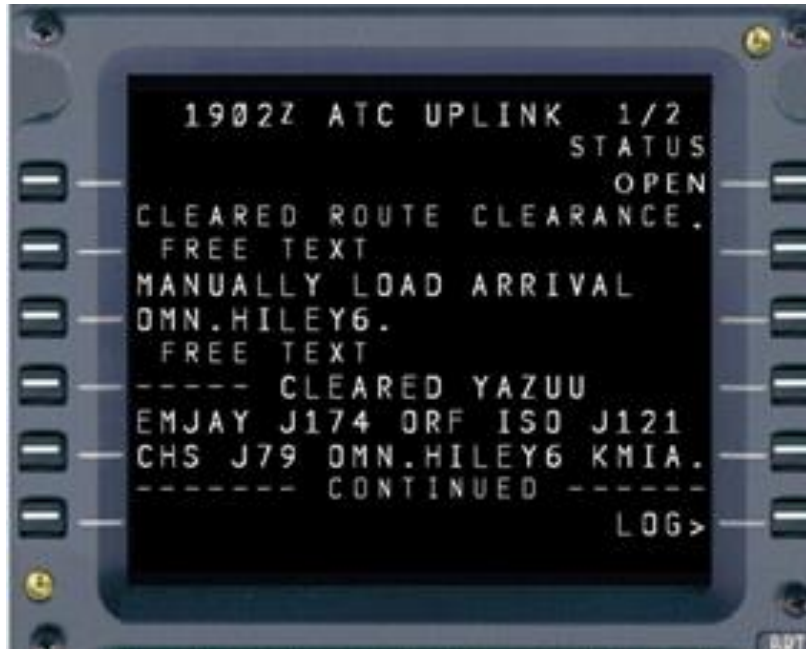 1902Z ATC UPLINK 1/2
STATUS
OPEN
CLEARED ROUTE CLEARANCE.
FREE TEXT
MANUALLY LOAD ARRIVAL
OMN.HILEY6.
FREE TEXT
----- CLEARED YAZUU
EMJAY J174 ORF ISO J121
CHS J79 OMN.HILEY6 KMIA.
------- CONTINUED ------
LOG>